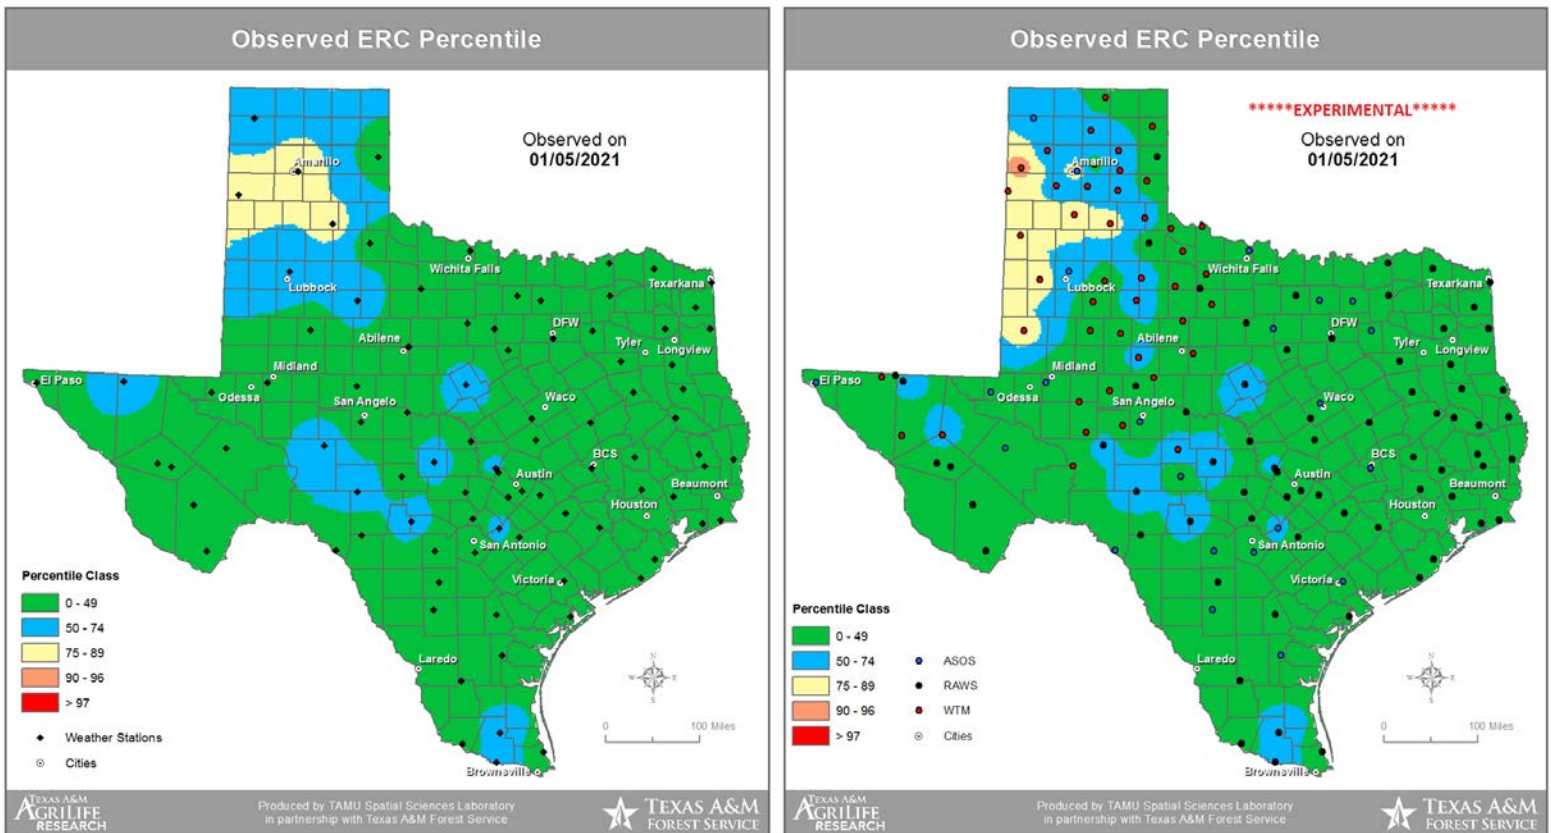 Observed ERC Percentile
Observed on
01/05/2021
Amarillo
Lubbock
Wichita Falls
Texarkana
DFW
Abilene
Tyler
Longview
El Paso
Midland
Odessa
San Angelo
Waco
BCS
Austin
Beaumont
Houston
San Antonio
Victoria
Laredo
Brownsville
Percentile Class
0 - 49
50 - 74
75 - 89
90 - 96
> 97
Weather Stations
Cities
N
W
E
S
0
100 Miles
TEXAS A&M
AGRILIFE
RESEARCH
Produced by TAMU Spatial Sciences Laboratory
in partnership with Texas A&M Forest Service
TEXAS A&M
FOREST SERVICE
Observed ERC Percentile
*****EXPERIMENTAL*****
Observed on
01/05/2021
Amarillo
Lubbock
Wichita Falls
Texarkana
DFW
Abilene
Tyler
Longview
El Paso
Midland
Odessa
San Angelo
Waco
BCS
Austin
Beaumont
Houston
San Antonio
Victoria
Laredo
Brownsville
Percentile Class
0 - 49
50 - 74
75 - 89
90 - 96
> 97
ASOS
RAWS
WTM
Cities
N
W
E
S
0
100 Miles
TEXAS A&M
AGRILIFE
RESEARCH
Produced by TAMU Spatial Sciences Laboratory
in partnership with Texas A&M Forest Service
TEXAS A&M
FOREST SERVICE